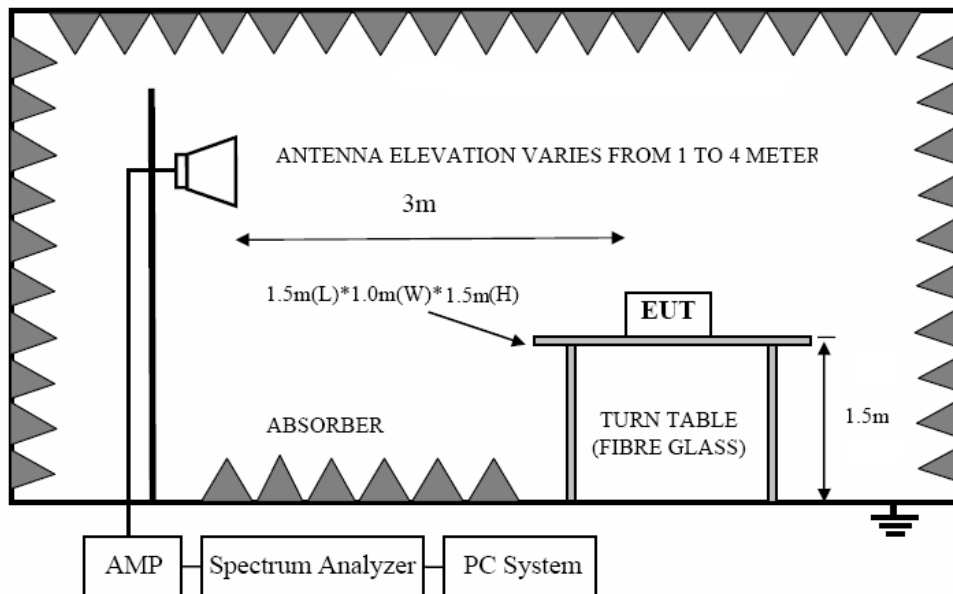 ANTENNA ELEVATION VARIES FROM 1 TO 4 METER
3m
1.5m(L)*1.0m(W)*1.5m(H)
EUT
1.5m
ABSORBER
TURN TABLE
(FIBRE GLASS)
AMP
Spectrum Analyzer
PC System